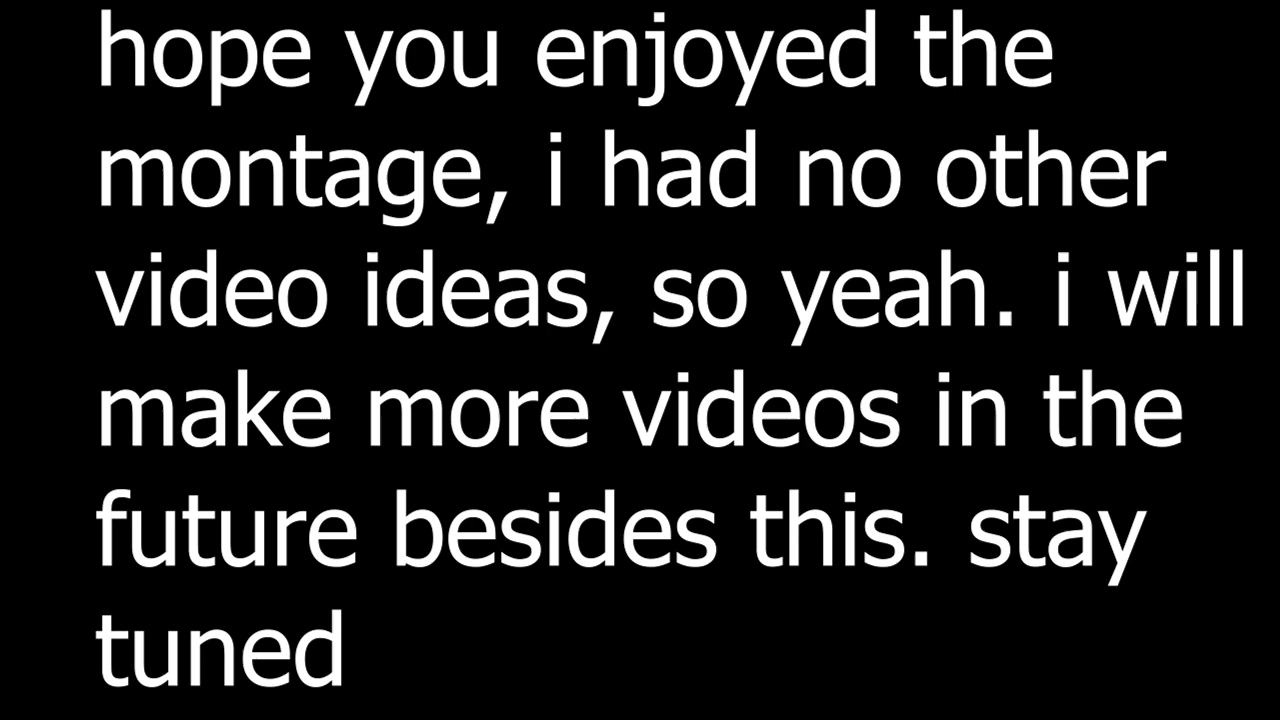 hope you enjoyed the
montage, i had no other
video ideas, so yeah. i will
make more videos in the
future besides this. stay
tuned